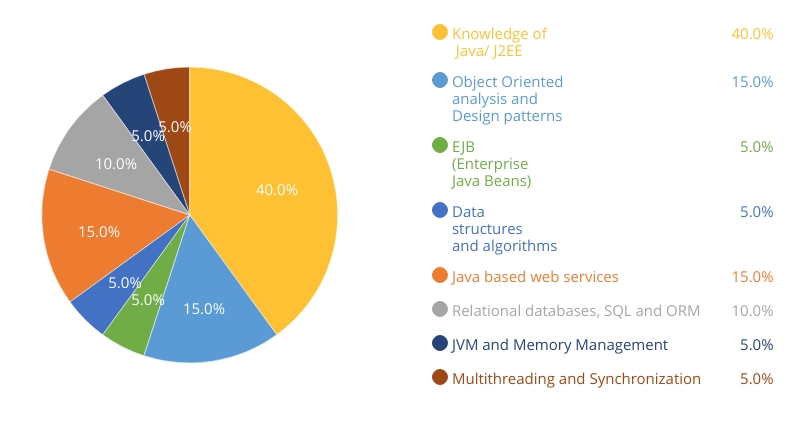 Knowledge of 40.0%
Java/ J2EE
Object Oriented 15.0%
analysis and
Design patterns
EJB 5.0%
(Enterprise
Java Beans)
Data 5.0%
structures
and algorithms
Java based web services 15.0%
Relational databases, SQL and ORM 10.0%
JVM and Memory Management 5.0%
Multithreading and Synchronization 5.0%
5.0%
5.0%
10.0%
40.0%
15.0%
5.0%
5.0%
15.0%